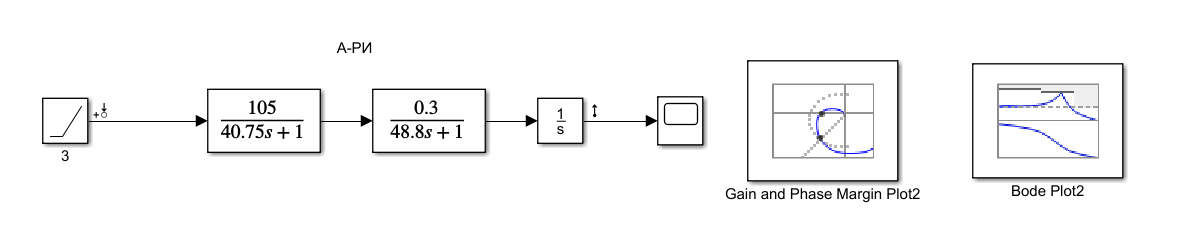 А-РИ
3
105
40.75s + 1
0.3
48.8s + 1
1
s
Gain and Phase Margin Plot2
Bode Plot2